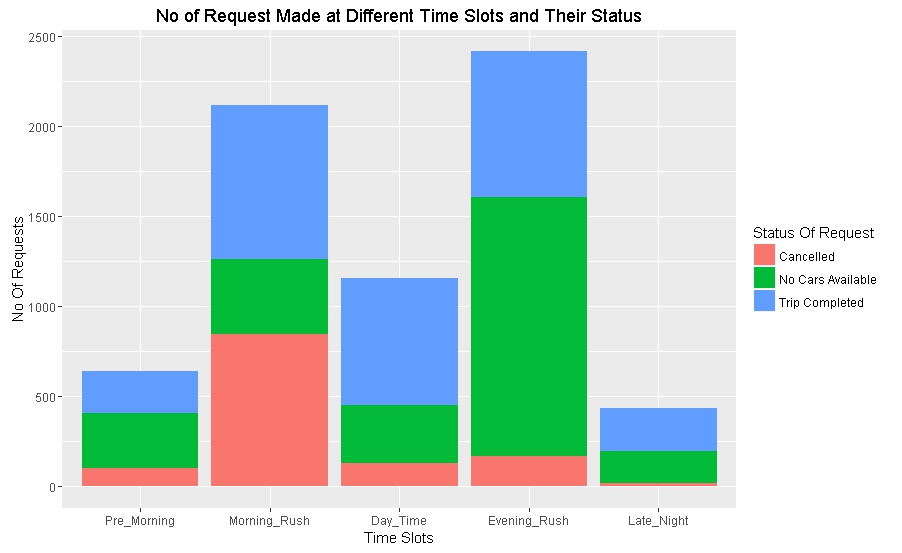 No of Request Made at Different Time Slots and Their Status
2500
2000
1500
1000
500
0
No Of Requests
Pre_Morning
Morning_Rush
Day_Time
Evening_Rush
Late_Night
Time Slots
Status Of Request
Cancelled
No Cars Available
Trip Completed